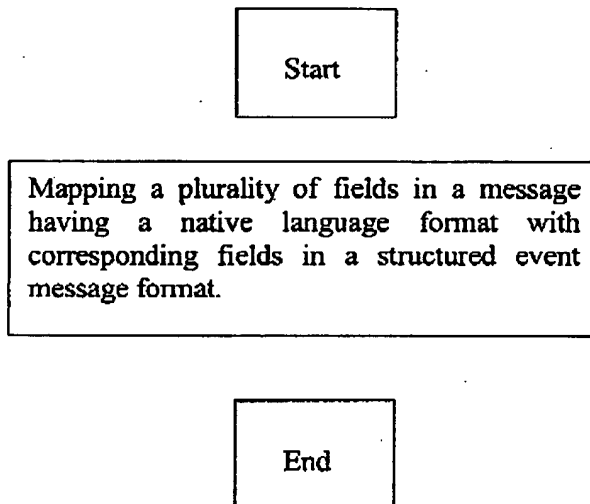 Start
Mapping a plurality of fields in a message
having a native language format with
corresponding fields in a structured event
message format.
End